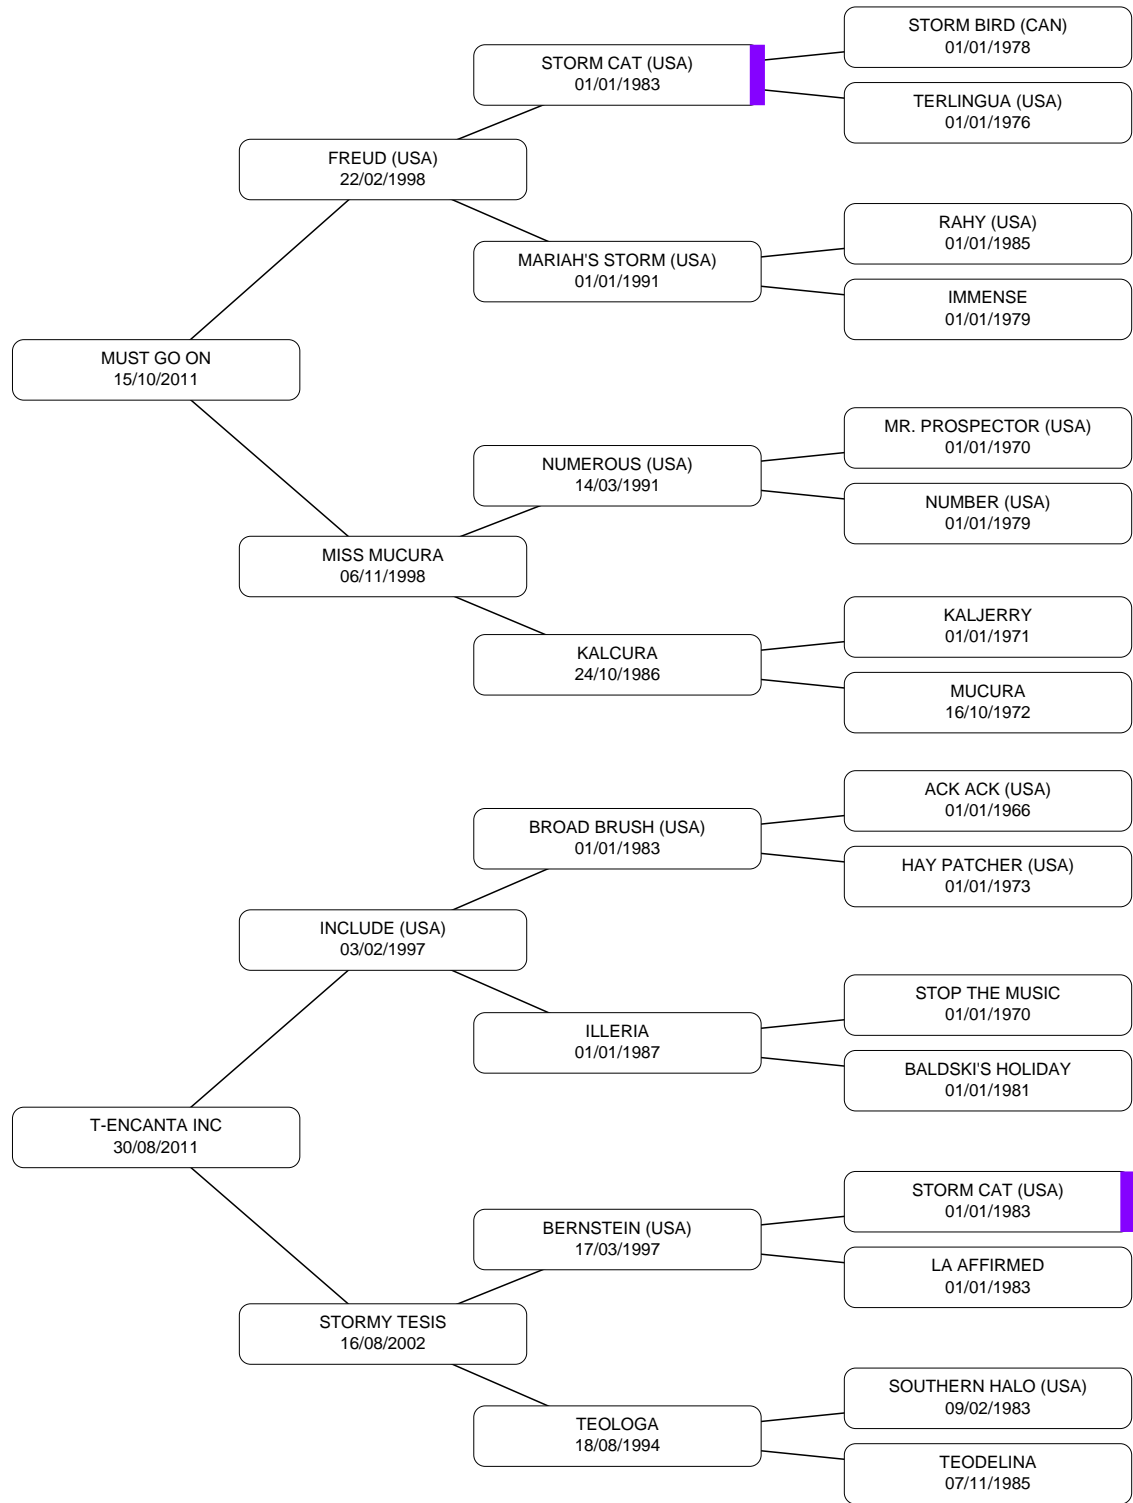 STORM BIRD (CAN)
01/01/1978
STORM CAT (USA)
01/01/1983
TERLINGUA (USA)
01/01/1976
FREUD (USA)
22/02/1998
RAHY (USA)
01/01/1985
MARIAH'S STORM (USA)
01/01/1991
IMMENSE
01/01/1979
MUST GO ON
15/10/2011
MR. PROSPECTOR (USA)
01/01/1970
NUMEROUS (USA)
14/03/1991
NUMBER (USA)
01/01/1979
MISS MUCURA
06/11/1998
KALJERRY
01/01/1971
KALCURA
24/10/1986
MUCURA
16/10/1972
ACK ACK (USA)
01/01/1966
BROAD BRUSH (USA)
01/01/1983
HAY PATCHER (USA)
01/01/1973
INCLUDE (USA)
03/02/1997
STOP THE MUSIC
01/01/1970
ILLERIA
01/01/1987
BALDSKI'S HOLIDAY
01/01/1981
T-ENCANTA INC
30/08/2011
STORM CAT (USA)
01/01/1983
BERNSTEIN (USA)
17/03/1997
LA AFFIRMED
01/01/1983
STORMY TESIS
16/08/2002
SOUTHERN HALO (USA)
09/02/1983
TEOLOGA
18/08/1994
TEODELINA
07/11/1985